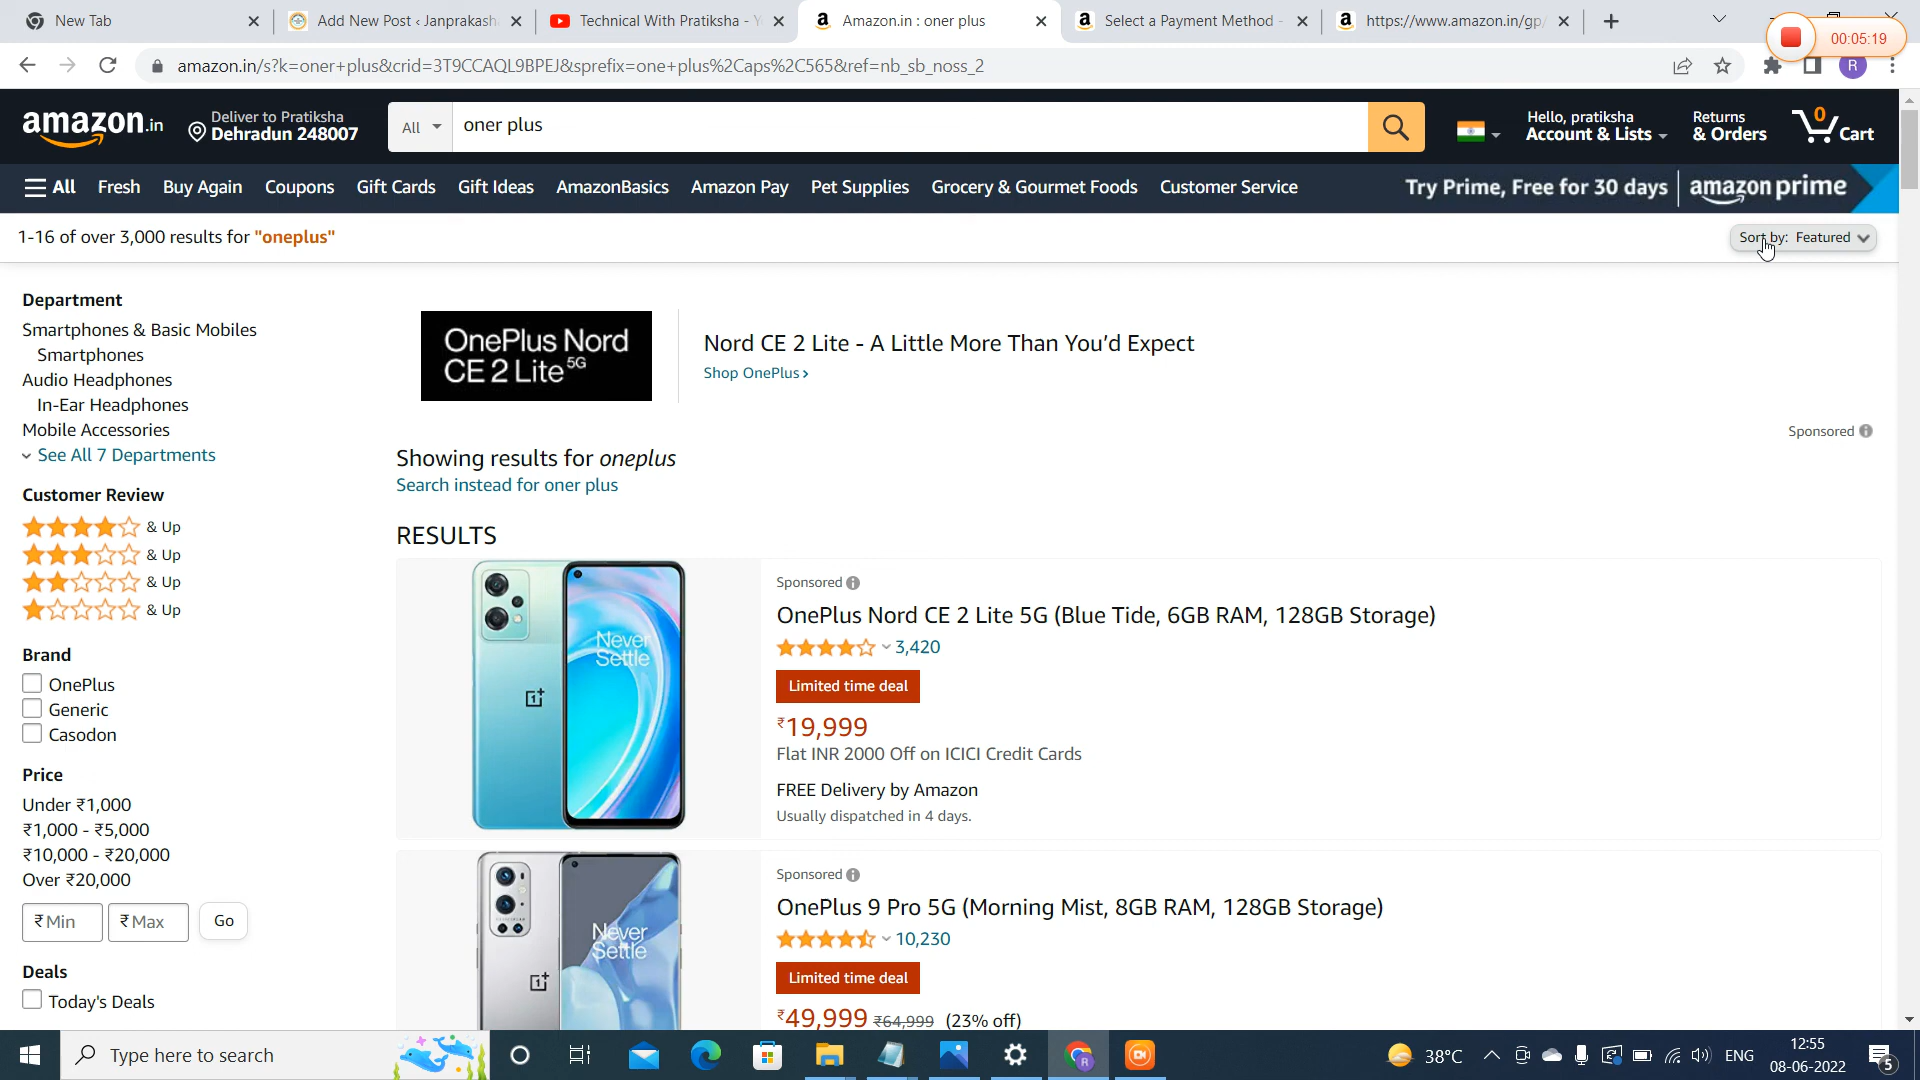 New Tab
Add New Post ‹ Janprakash
Technical With Pratiksha - Y
Amazon.in : oner plus
Select a Payment Method -
https://www.amazon.in/gp/
00:05:19
amazon.in/s?k=oner+plus&crid=3T9CCAQL9BPEJ&sprefix=one+plus%2Caps%2C565&ref=nb_sb_noss_2
R
amazon.in
Deliver to Pratiksha
Dehradun 248007
All
oner plus
Hello, pratiksha
Account & Lists
Returns
& Orders
0
Cart
All
Fresh
Buy Again
Coupons
Gift Cards
Gift Ideas
AmazonBasics
Amazon Pay
Pet Supplies
Grocery & Gourmet Foods
Customer Service
Try Prime, Free for 30 days
amazon prime
1-16 of over 3,000 results for "oneplus"
Sort by: Featured
Department
Smartphones & Basic Mobiles
Smartphones
Audio Headphones
In-Ear Headphones
Mobile Accessories
See All 7 Departments
Customer Review
& Up
& Up
& Up
& Up
Brand
OnePlus
Generic
Casodon
Price
Under ₹1,000
₹1,000 - ₹5,000
₹10,000 - ₹20,000
Over ₹20,000
₹ Min
₹ Max
Go
Deals
Today's Deals
OnePlus Nord
CE 2 Lite 5G
Nord CE 2 Lite - A Little More Than You'd Expect
Shop OnePlus ›
Sponsored
Showing results for oneplus
Search instead for oner plus
RESULTS
Never
Settle
Sponsored
OnePlus Nord CE 2 Lite 5G (Blue Tide, 6GB RAM, 128GB Storage)
3,420
Limited time deal
₹19,999
Flat INR 2000 Off on ICICI Credit Cards
FREE Delivery by Amazon
Usually dispatched in 4 days.
Never
Settle
Sponsored
OnePlus 9 Pro 5G (Morning Mist, 8GB RAM, 128GB Storage)
10,230
Limited time deal
₹49,999 ₹64,999 (23% off)
Type here to search
38°C
ENG
12:55
08-06-2022
5